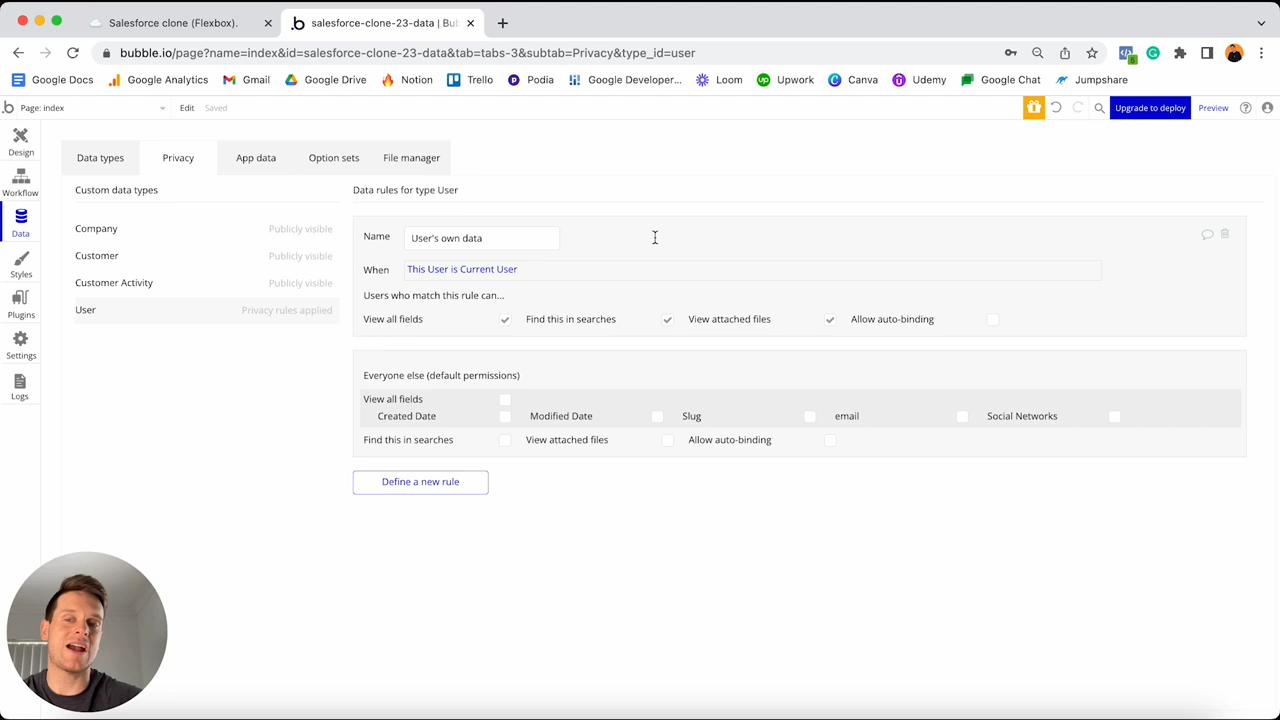 Salesforce clone (Flexbox).
salesforce-clone-23-data | Bu
bubble.io/page?name=index&id=salesforce-clone-23-data&tab=tabs-3&subtab=Privacy&type_id=user
Google Docs Google Analytics Gmail Google Drive Notion Trello Podia Google Developer... Loom Upwork Canva Udemy Google Chat Jumpshare
Page: index Edit Saved Upgrade to deploy Preview
Design
Workflow
Data
Styles
Plugins
Settings
Logs
Data types Privacy App data Option sets File manager
Custom data types
Company Publicly visible
Customer Publicly visible
Customer Activity Publicly visible
User Privacy rules applied
Data rules for type User
Name User's own data
When This User is Current User
Users who match this rule can...
View all fields Find this in searches View attached files Allow auto-binding
Everyone else (default permissions)
View all fields
Created Date Modified Date Slug email Social Networks
Find this in searches View attached files Allow auto-binding
Define a new rule